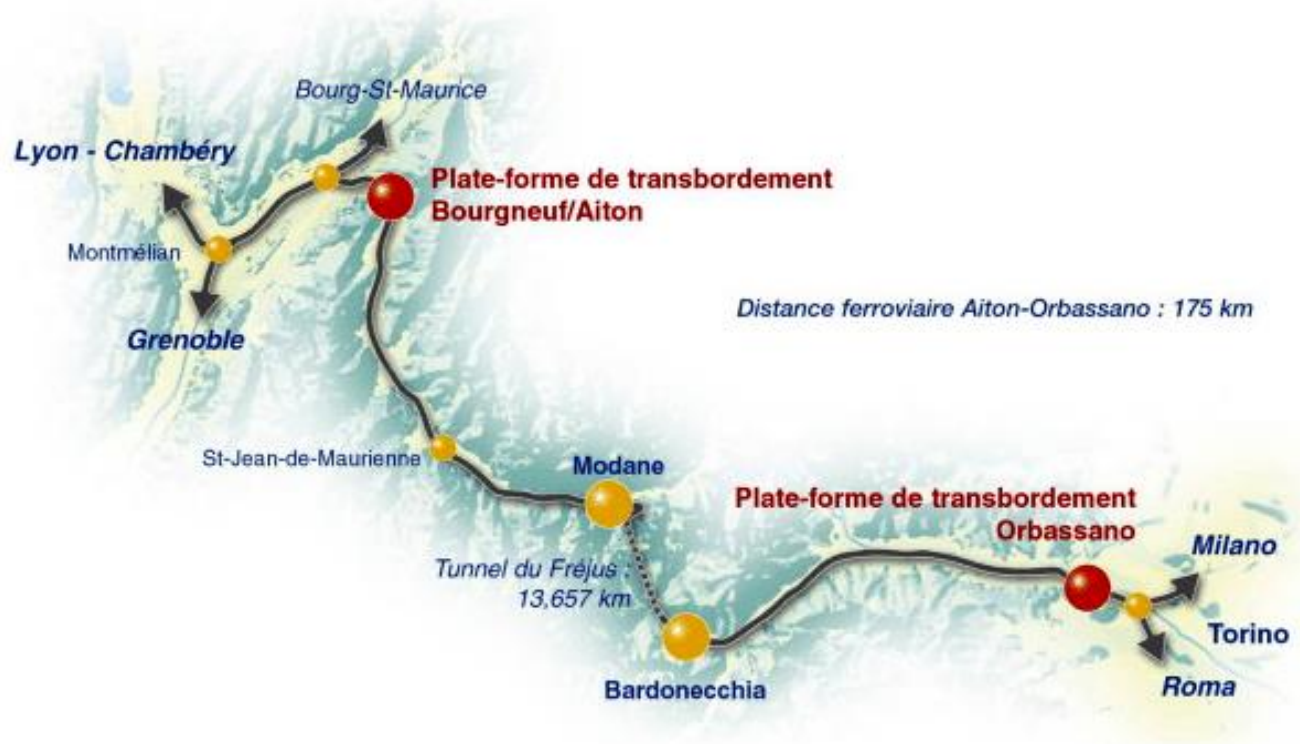 Bourg-St-Maurice
Lyon - Chambéry
Plate-forme de transbordement
Bourgneuf/Aiton
Montmélian
Distance ferroviaire Aiton-Orbassano : 175 km
Grenoble
St-Jean-de-Maurienne
Modane
Plate-forme de transbordement
Orbassano
Milano
Tunnel du Fréjus :
13,657 km
Torino
Roma
Bardonecchia